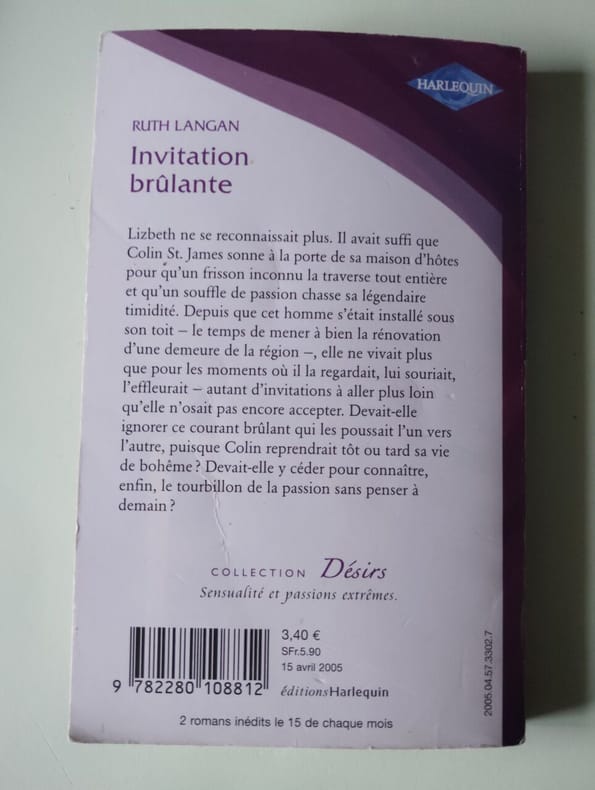 HARLEQUIN
RUTH LANGAN
Invitation
brûlante
Lizbeth ne se reconnaissait plus. Il avait suffi que
Colin St. James sonne à la porte de sa maison d'hôtes
pour qu'un frisson inconnu la traverse tout entière
et qu'un souffle de passion chasse sa légendaire
timidité. Depuis que cet homme s'était installé sous
son toit – le temps de mener à bien la rénovation
d'une demeure de la région –, elle ne vivait plus
que pour les moments où il la regardait, lui souriait,
l'effleurait – autant d'invitations à aller plus loin
qu'elle n'osait pas encore accepter. Devait-elle
ignorer ce courant brûlant qui les poussait l'un vers
l'autre, puisque Colin reprendrait tôt ou tard sa vie
de bohême ? Devait-elle y céder pour connaître,
enfin, le tourbillon de la passion sans penser à
demain ?
COLLECTION Désirs
Sensualité et passions extrêmes.
3,40 €
SFr.5.90
15 avril 2005
9 782280 108812
éditionsHarlequin
2 romans inédits le 15 de chaque mois
2005.04.57.3302.7